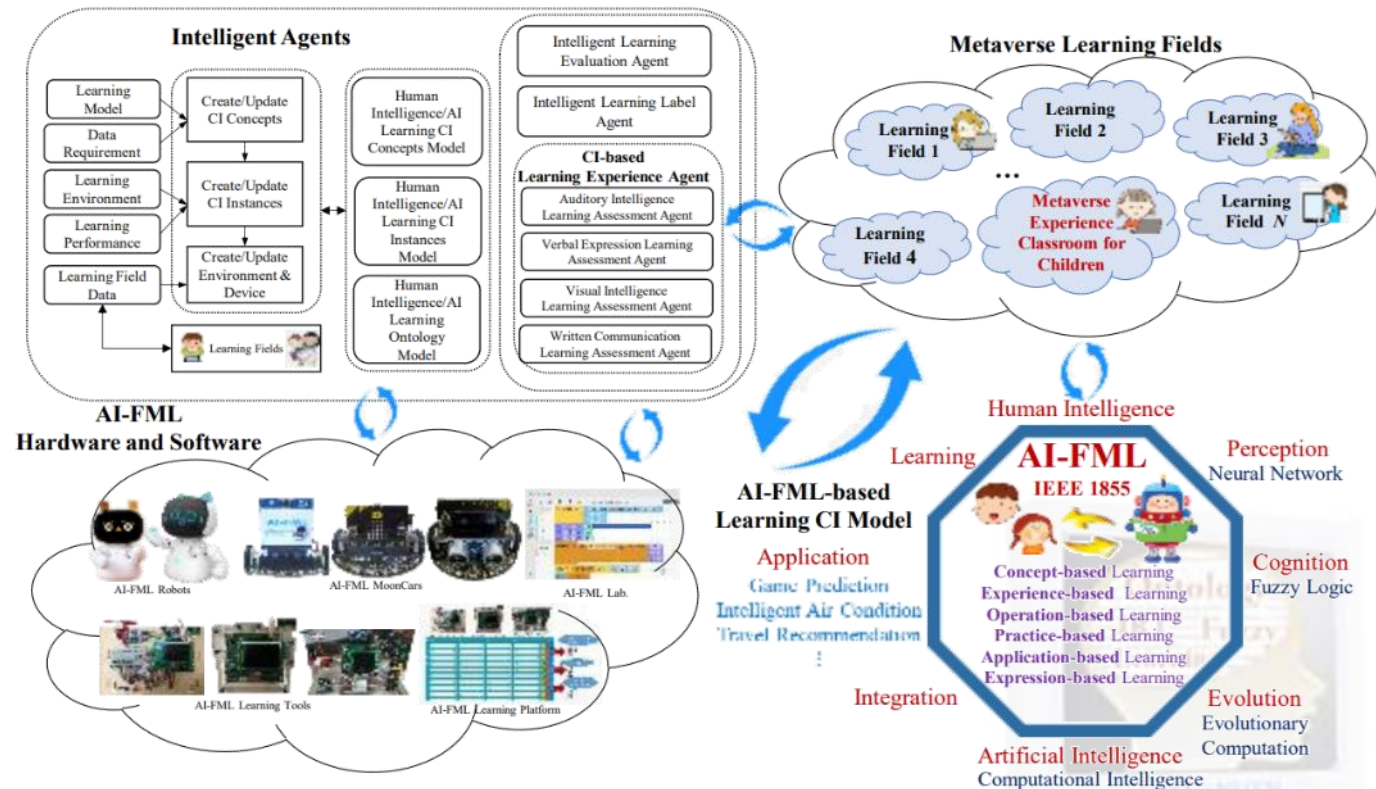 Intelligent Agents
Learning
Model
Data
Requirement
Learning
Environment
Learning
Performance
Learning Field
Data
Create/Update
CI Concepts
Create/Update
CI Instances
Create/Update
Environment &
Device
Learning Fields
Human
Intelligence/AI
Learning CI
Concepts Model
Human
Intelligence/AI
Learning CI
Instances
Model
Human
Intelligence/AI
Learning
Ontology
Model
Intelligent Learning
Evaluation Agent
Intelligent Learning Label
Agent
CI-based
Learning Experience Agent
Auditory Intelligence
Learning Assessment Agent
Verbal Expression Learning
Assessment Agent
Visual Intelligence
Learning Assessment Agent
Written Communication
Learning Assessment Agent
Metaverse Learning Fields
Learning
Field 1
Learning
Field 2
Learning
Field 3
...
Learning
Field 4
Metaverse
Experience
Classroom for
Children
Learning
Field N
AI-FML
Hardware and Software
AI-FML Robots
AI-FML MoonCars
AI-FML Lab.
AI-FML Learning Tools
AI-FML Learning Platform
AI-FML-based
Learning CI Model
Application
Game Prediction
Intelligent Air Condition
Travel Recommendation
⋮
Human Intelligence
Learning
Perception
Neural Network
Cognition
Fuzzy Logic
Evolution
Evolutionary
Computation
Artificial Intelligence
Computational Intelligence
Integration
AI-FML
IEEE 1855
Concept-based Learning
Experience-based Learning
Operation-based Learning
Practice-based Learning
Application-based Learning
Expression-based Learning